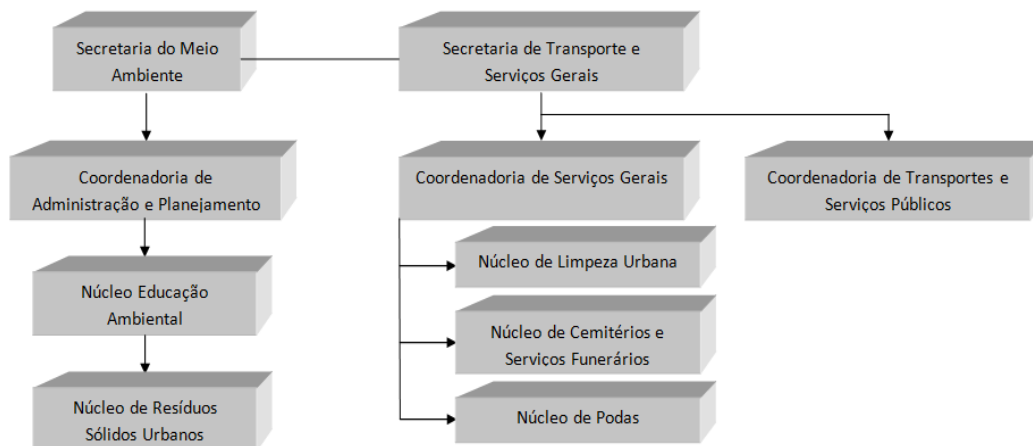 Secretaria do Meio
Ambiente
Secretaria de Transporte e
Serviços Gerais
Coordenadoria de
Administração e Planejamento
Coordenadoria de Serviços Gerais
Coordenadoria de Transportes e
Serviços Públicos
Núcleo Educação
Ambiental
Núcleo de Limpeza Urbana
Núcleo de Cemitérios e
Serviços Funerários
Núcleo de Resíduos
Sólidos Urbanos
Núcleo de Podas